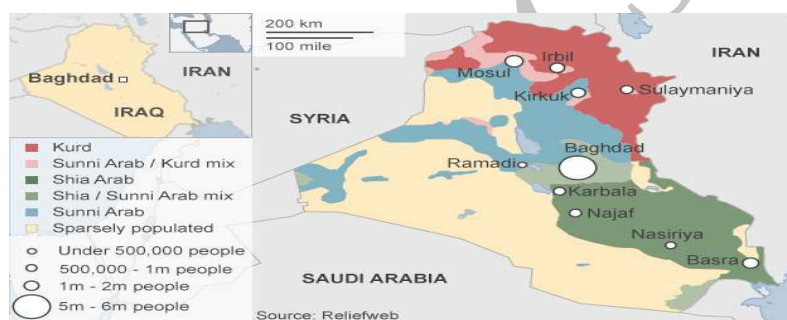 200 km
100 mile
IRAN
Baghdad
IRAQ
SYRIA
IRAN
Irbil
Mosul
Kirkuk
Sulaymaniya
Baghdad
Ramadi
Karbala
Najaf
Nasiriya
Basra
SAUDI ARABIA
Kurd
Sunni Arab / Kurd mix
Shia Arab
Shia / Sunni Arab mix
Sunni Arab
Sparsely populated
Under 500,000 people
500,000 - 1m people
1m - 2m people
5m - 6m people
Source: Reliefweb